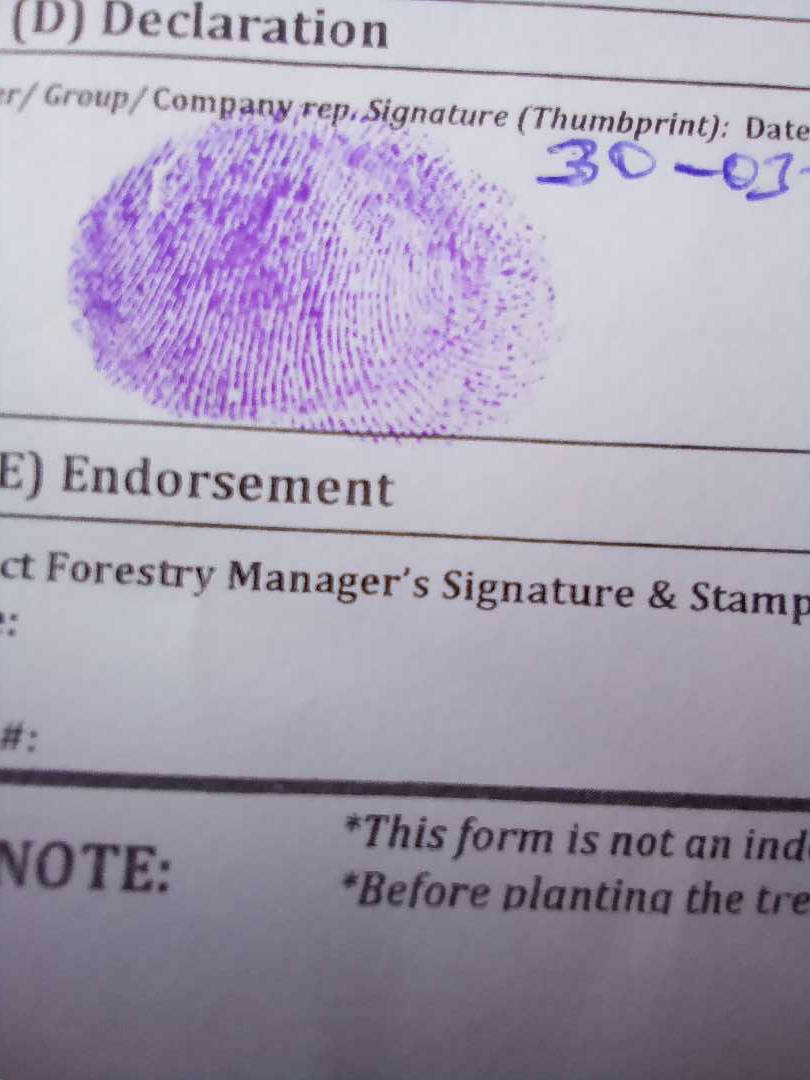 (D) Declaration
er/ Group/ Company rep. Signature (Thumbprint): Date
30-03-
E) Endorsement
ct Forestry Manager's Signature & Stamp
e:
#:
NOTE:
*This form is not an inde
*Before planting the tre